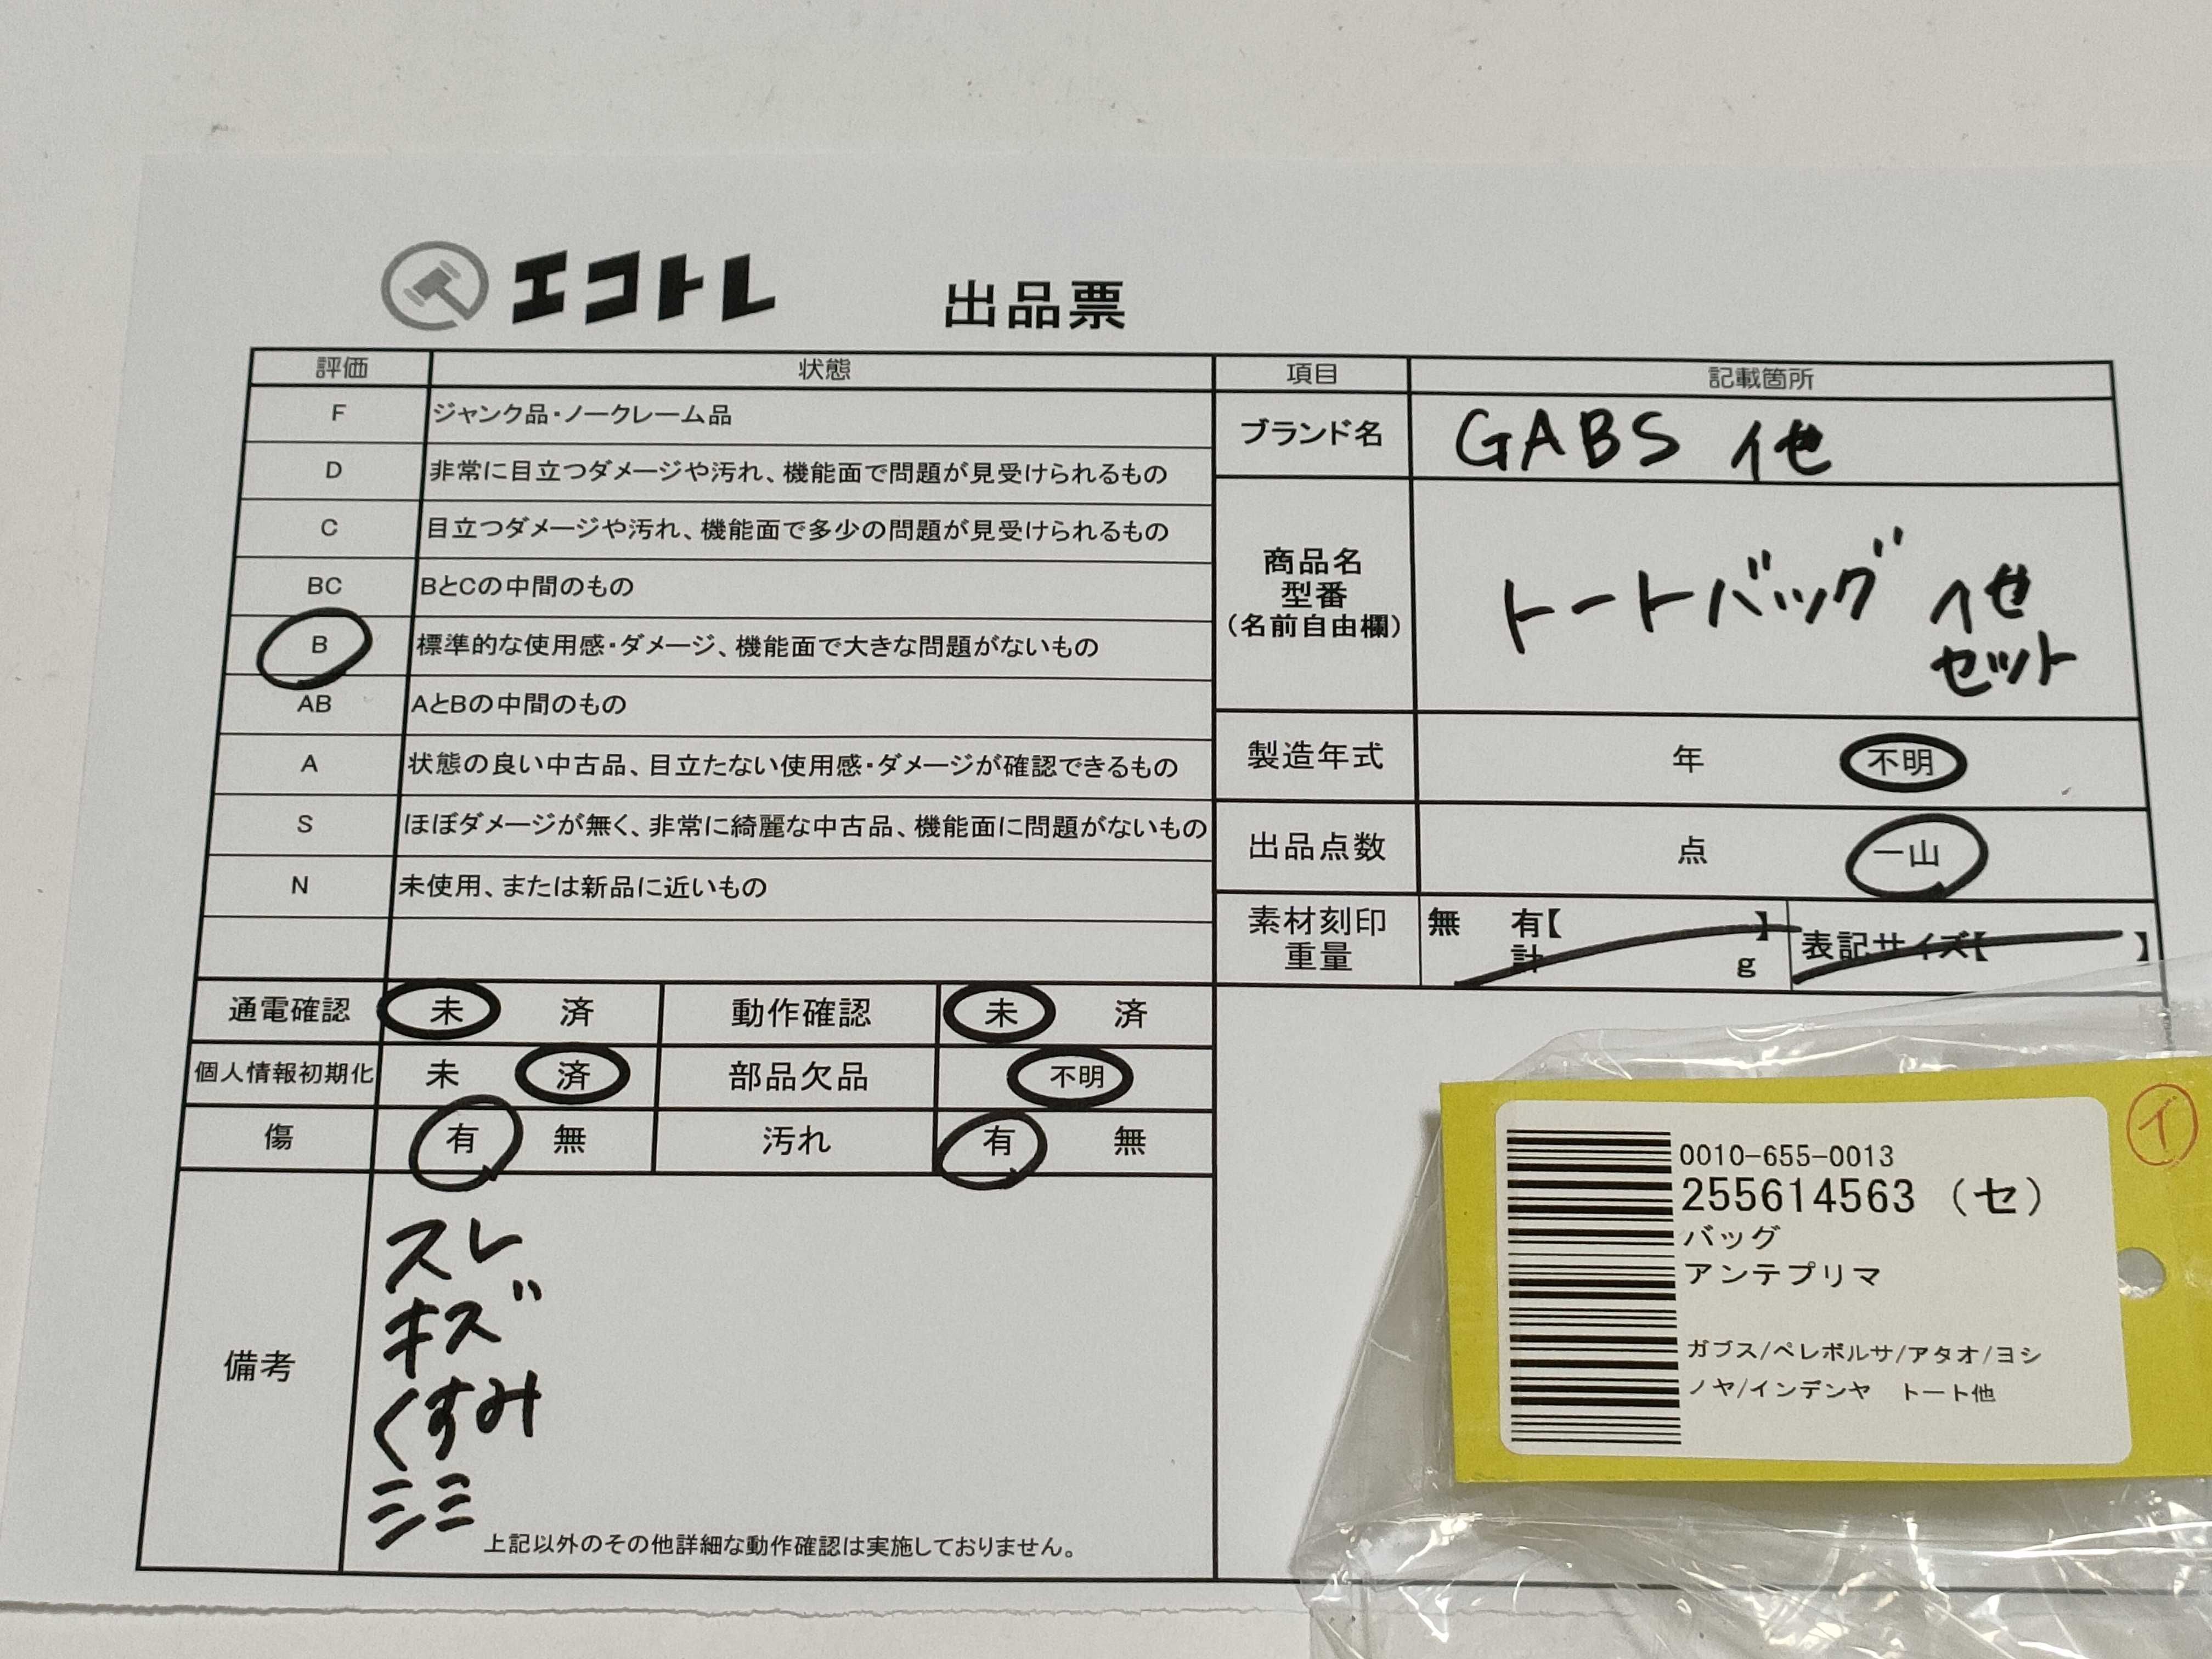 エコトレ 出品票
評価 状態 項目 記載箇所
F ジャンク品・ノークレーム品
D 非常に目立つダメージや汚れ、機能面で問題が見受けられるもの
C 目立つダメージや汚れ、機能面で多少の問題が見受けられるもの
BC BとCの中間のもの
B 標準的な使用感・ダメージ、機能面で大きな問題がないもの
AB AとBの中間のもの
A 状態の良い中古品、目立たない使用感・ダメージが確認できるもの
S ほぼダメージが無く、非常に綺麗な中古品、機能面に問題がないもの
N 未使用、または新品に近いもの
ブランド名 GABS 他
商品名
型番
(名前自由欄)
トートバッグ 他
セット
製造年式 年 不明
出品点数 点 一山
素材刻印
重量
無 有【 】
計 g
表記サイズ【 】
通電確認 未 済 動作確認 未 済
個人情報初期化 未 済 部品欠品 不明
傷 有 無 汚れ 有 無
備考
スレ
キズ
くすみ
シミ
上記以外のその他詳細な動作確認は実施しておりません。
イ
0010-655-0013
255614563 (セ)
バッグ
アンテプリマ
ガブス/ペレボルサ/アタオ/ヨシ
ノヤ/インデンヤ トート他